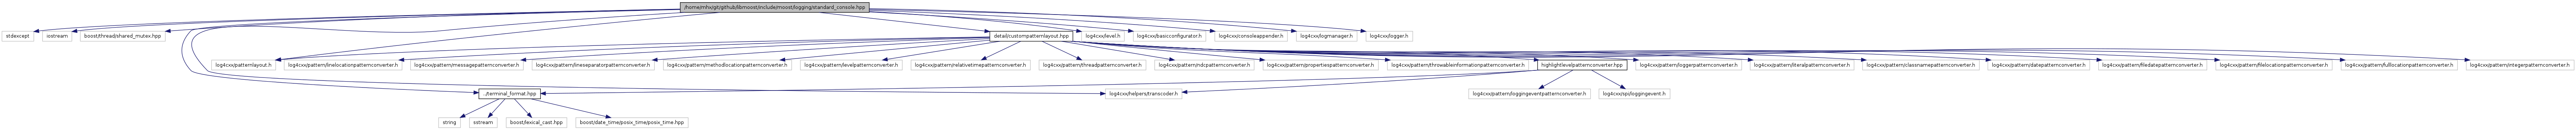 /home/mhx/git/github/libmoost/include/moost/logging/standard_console.hpp
stdexcept
iostream
boost/thread/shared_mutex.hpp
detail/custompatternlayout.hpp
log4cxx/level.h
log4cxx/basicconfigurator.h
log4cxx/consoleappender.h
log4cxx/logmanager.h
log4cxx/logger.h
log4cxx/patternlayout.h
log4cxx/pattern/linelocationpatternconverter.h
log4cxx/pattern/messagepatternconverter.h
log4cxx/pattern/lineseparatorpatternconverter.h
log4cxx/pattern/methodlocationpatternconverter.h
log4cxx/pattern/levelpatternconverter.h
log4cxx/pattern/relativetimepatternconverter.h
log4cxx/pattern/threadpatternconverter.h
log4cxx/pattern/ndcpatternconverter.h
log4cxx/pattern/propertiespatternconverter.h
log4cxx/pattern/throwableinformationpatternconverter.h
highlightlevelpatternconverter.hpp
log4cxx/pattern/loggerpatternconverter.h
log4cxx/pattern/literalpatternconverter.h
log4cxx/pattern/classnamepatternconverter.h
log4cxx/pattern/datepatternconverter.h
log4cxx/pattern/filedatepatternconverter.h
log4cxx/pattern/filelocationpatternconverter.h
log4cxx/pattern/fulllocationpatternconverter.h
log4cxx/pattern/integerpatternconverter.h
../terminal_format.hpp
log4cxx/helpers/transcoder.h
log4cxx/pattern/loggingeventpatternconverter.h
log4cxx/spi/loggingevent.h
string
sstream
boost/lexical_cast.hpp
boost/date_time/posix_time/posix_time.hpp